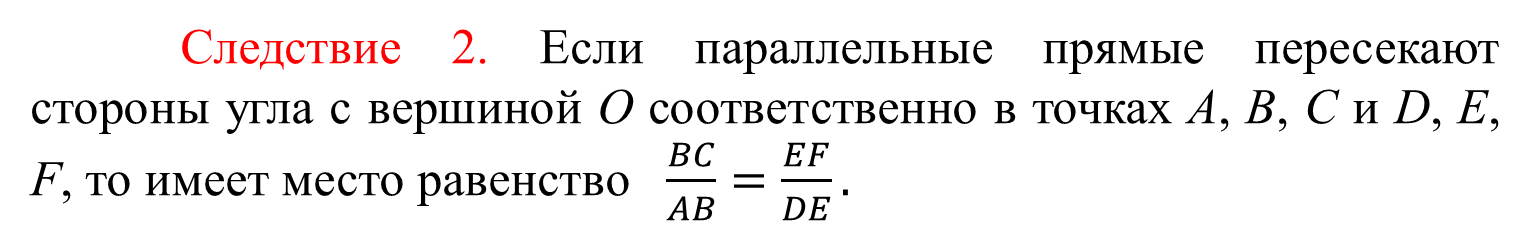 Следствие 2. Если параллельные прямые пересекают
стороны угла с вершиной O соответственно в точках A, B, C и D, E,
F, то имеет место равенство BC/AB = EF/DE.